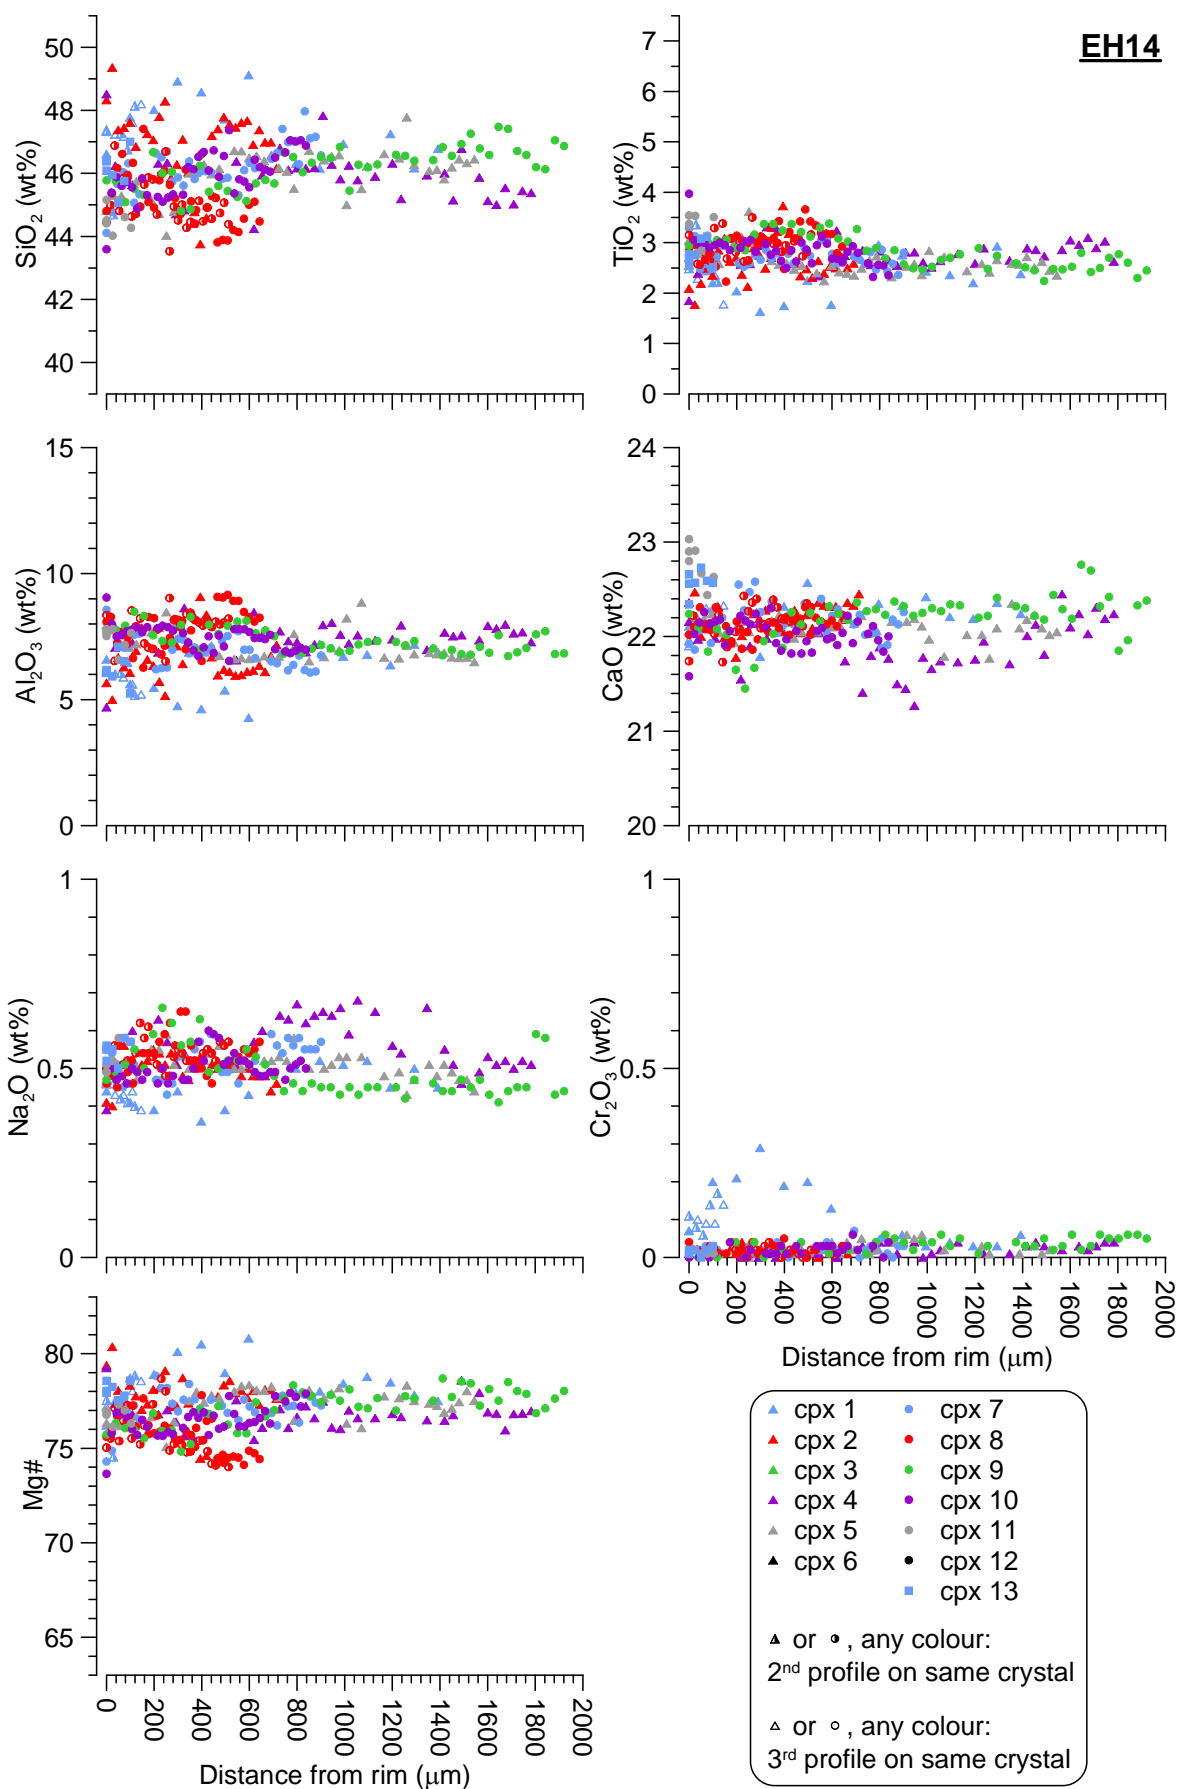 EH14
50
48
46
44
42
40
SiO₂ (wt%)
7
6
5
4
3
2
1
0
TiO₂ (wt%)
15
10
5
0
Al₂O₃ (wt%)
24
23
22
21
20
CaO (wt%)
1
0.5
0
Na₂O (wt%)
1
0.5
0
Cr₂O₃ (wt%)
0 200 400 600 800 1000 1200 1400 1600 1800 2000
Distance from rim (μm)
80
75
70
65
Mg#
0 200 400 600 800 1000 1200 1400 1600 1800 2000
Distance from rim (μm)
cpx 1 cpx 7
cpx 2 cpx 8
cpx 3 cpx 9
cpx 4 cpx 10
cpx 5 cpx 11
cpx 6 cpx 12
cpx 13
or , any colour:
2nd profile on same crystal
or , any colour:
3rd profile on same crystal